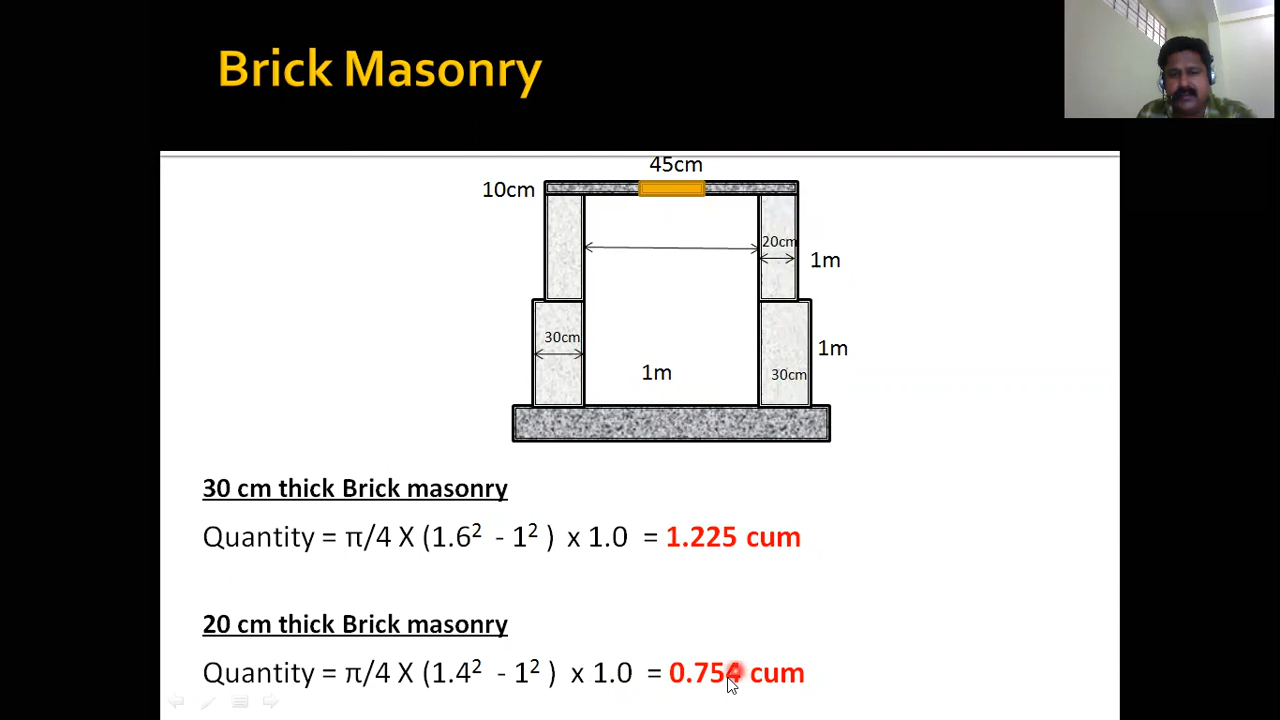 Brick Masonry
45cm
10cm
20cm
1m
30cm
1m
1m
30cm
30 cm thick Brick masonry
Quantity = π/4 X (1.6² - 1² ) x 1.0 = 1.225 cum
20 cm thick Brick masonry
Quantity = π/4 X (1.4² - 1² ) x 1.0 = 0.754 cum